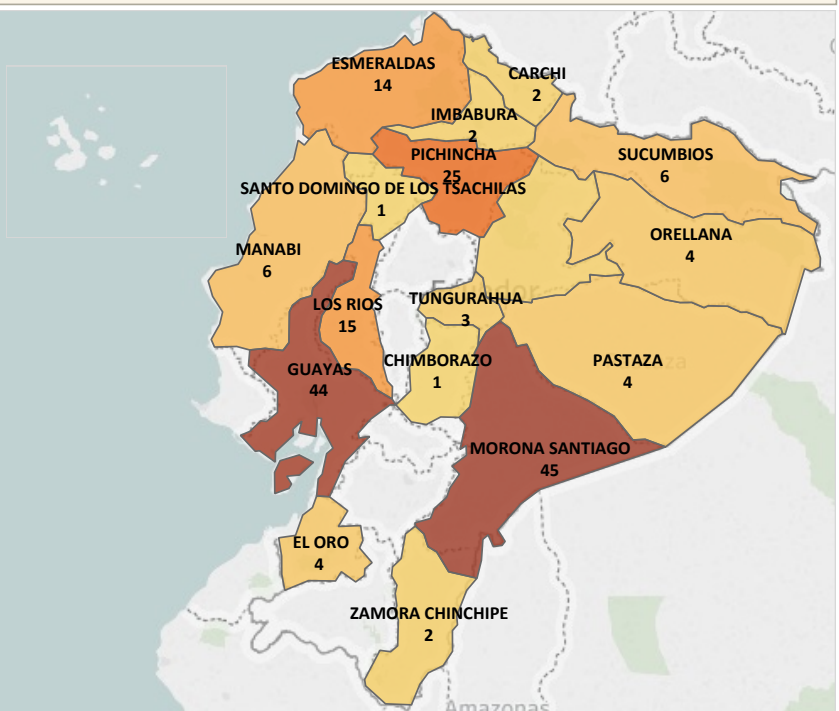 ESMERALDAS
14
CARCHI
2
IMBABURA
2
PICHINCHA
25
SUCUMBIOS
6
SANTO DOMINGO DE LOS TSACHILAS
1
ORELLANA
4
MANABI
6
Ecuador
TUNGURAHUA
3
LOS RIOS
15
CHIMBORAZO
1
PASTAZA
4
GUAYAS
44
MORONA SANTIAGO
45
EL ORO
4
ZAMORA CHINCHIPE
2
Amazonas